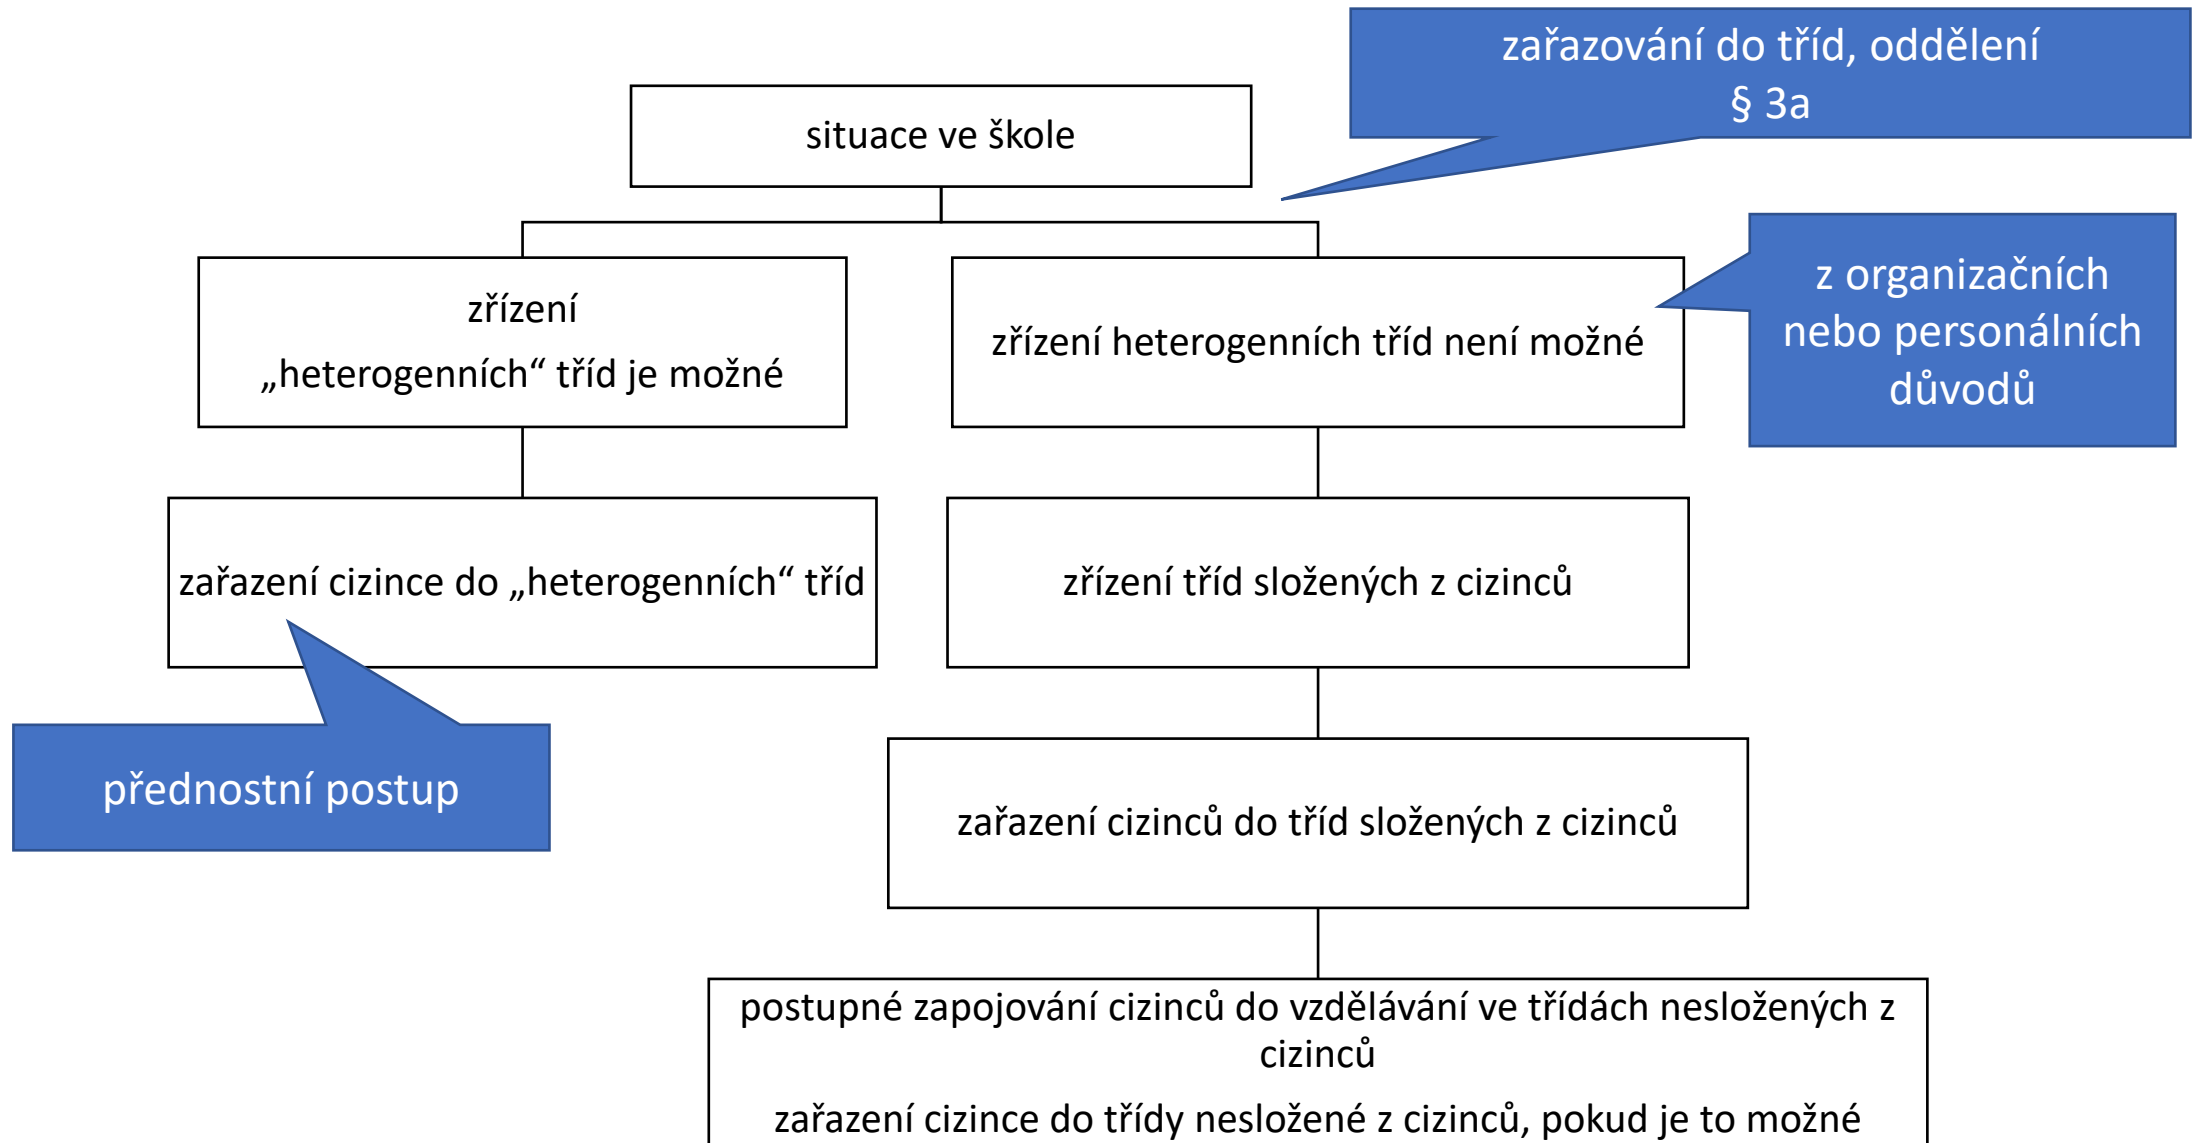 zařazování do tříd, oddělení
§ 3a
situace ve škole
zřízení
„heterogenních“ tříd je možné
zřízení heterogenních tříd není možné
z organizačních
nebo personálních
důvodů
zařazení cizince do „heterogenních“ tříd
zřízení tříd složených z cizinců
přednostní postup
zařazení cizinců do tříd složených z cizinců
postupné zapojování cizinců do vzdělávání ve třídách nesložených z
cizinců
zařazení cizince do třídy nesložené z cizinců, pokud je to možné